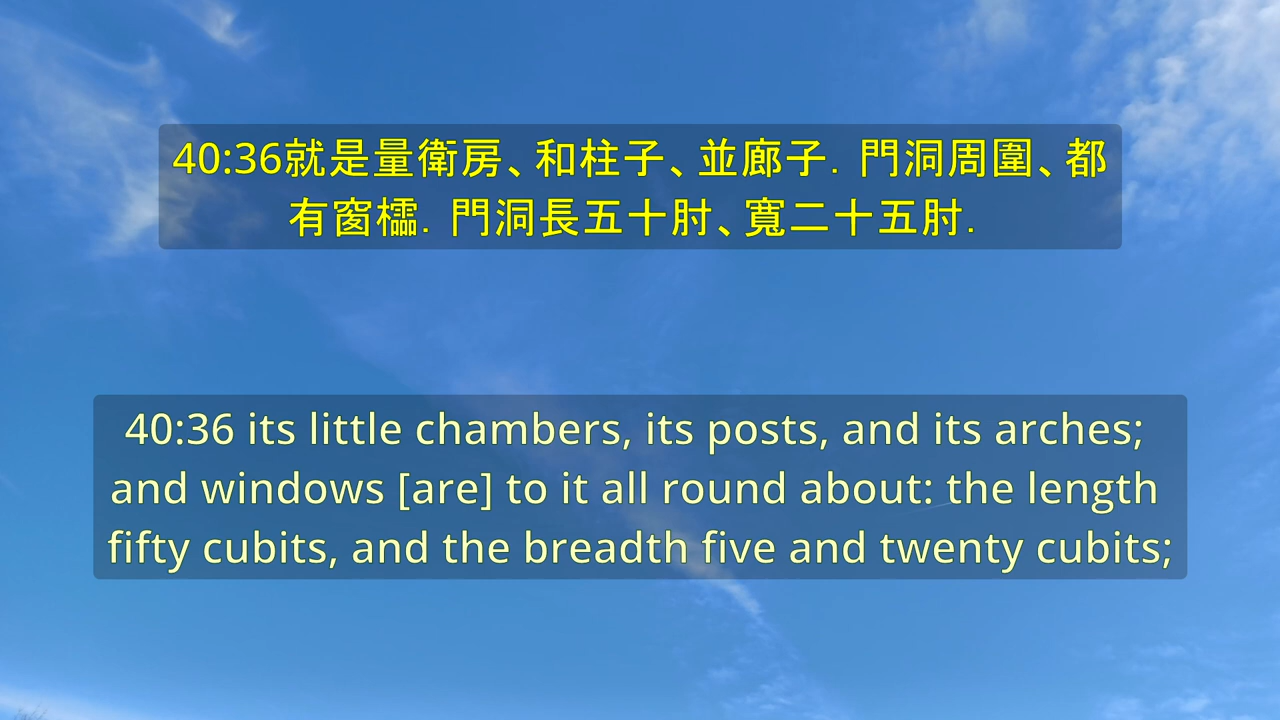 40:36就是量衛房、和柱子、並廊子．門洞周圍、都
有窗櫺．門洞長五十肘、寬二十五肘．
40:36 its little chambers, its posts, and its arches;
and windows [are] to it all round about: the length
fifty cubits, and the breadth five and twenty cubits;